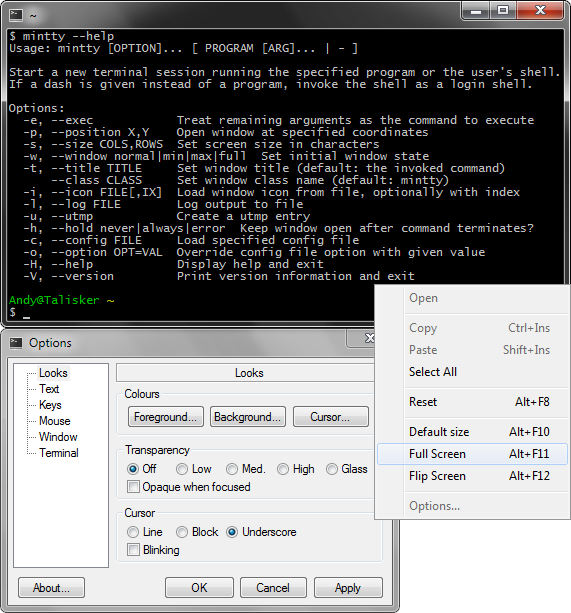 ~
$ mintty --help
Usage: mintty [OPTION]... [ PROGRAM [ARG]... | - ]
Start a new terminal session running the specified program or the user's shell.
If a dash is given instead of a program, invoke the shell as a login shell.
Options:
-e, --exec Treat remaining arguments as the command to execute
-p, --position X,Y Open window at specified coordinates
-s, --size COLS,ROWS Set screen size in characters
-w, --window normal|min|max|full Set initial window state
-t, --title TITLE Set window title (default: the invoked command)
--class CLASS Set window class name (default: mintty)
-i, --icon FILE[,IX] Load window icon from file, optionally with index
-l, --log FILE Log output to file
-u, --utmp Create a utmp entry
-h, --hold never|always|error Keep window open after command terminates?
-c, --config FILE Load specified config file
-o, --option OPT=VAL Override config file option with given value
-H, --help Display help and exit
-V, --version Print version information and exit
Andy@Talisker ~
$ _
Open
Copy Ctrl+Ins
Paste Shift+Ins
Select All
Reset Alt+F8
Default size Alt+F10
Full Screen Alt+F11
Flip Screen Alt+F12
Options...
Options
Looks
Text
Keys
Mouse
Window
Terminal
Looks
Colours
Foreground... Background... Cursor...
Transparency
Off Low Med. High Glass
Opaque when focused
Cursor
Line Block Underscore
Blinking
About... OK Cancel Apply